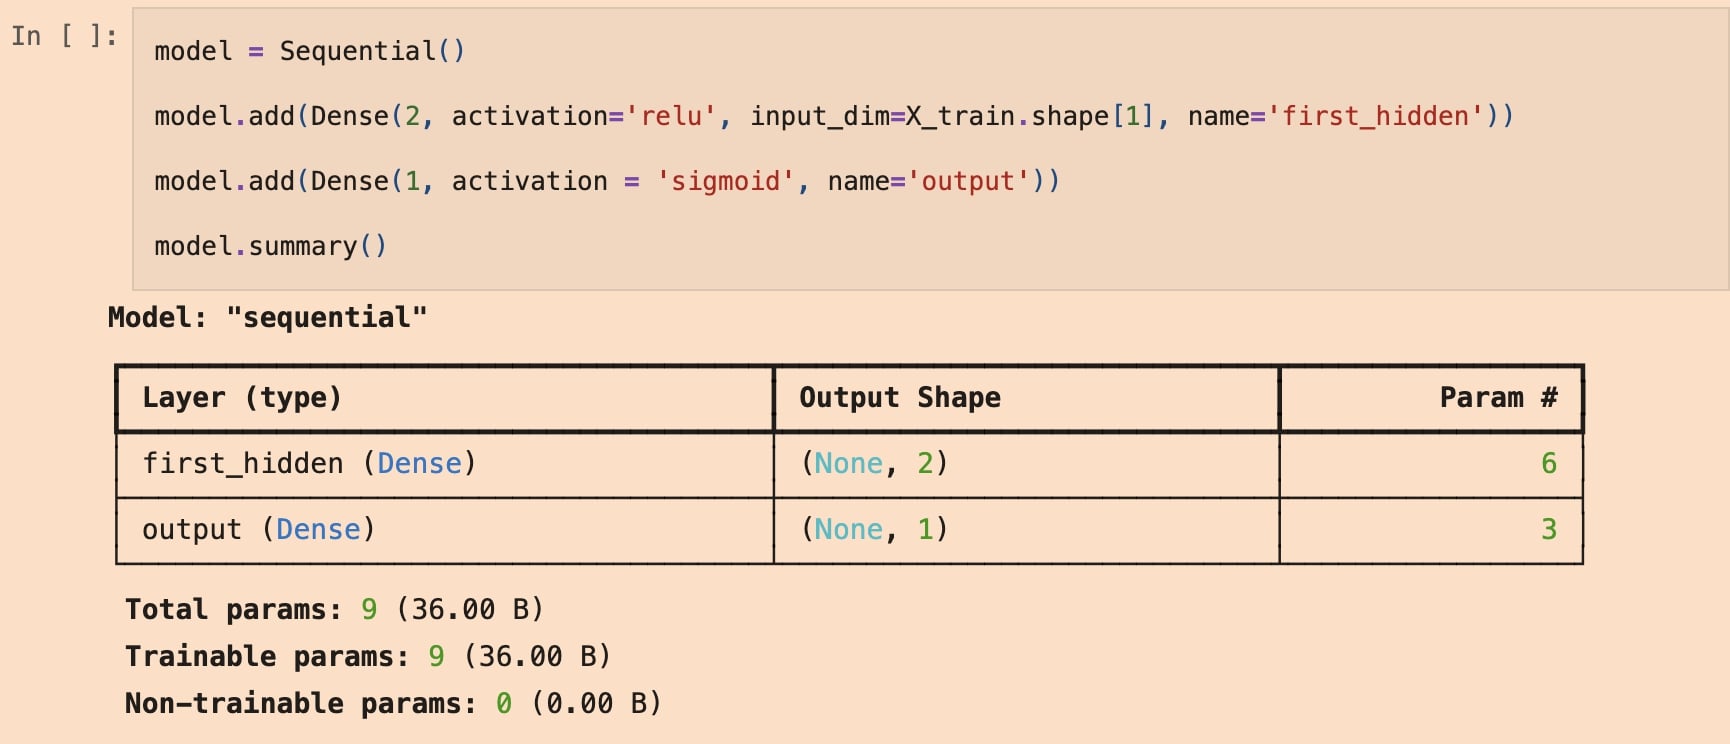 In [ ]:
model = Sequential()
model.add(Dense(2, activation='relu', input_dim=X_train.shape[1], name='first_hidden'))
model.add(Dense(1, activation = 'sigmoid', name='output'))
model.summary()
Model: "sequential"
Layer (type) Output Shape Param #
first_hidden (Dense) (None, 2) 6
output (Dense) (None, 1) 3
Total params: 9 (36.00 B)
Trainable params: 9 (36.00 B)
Non-trainable params: 0 (0.00 B)